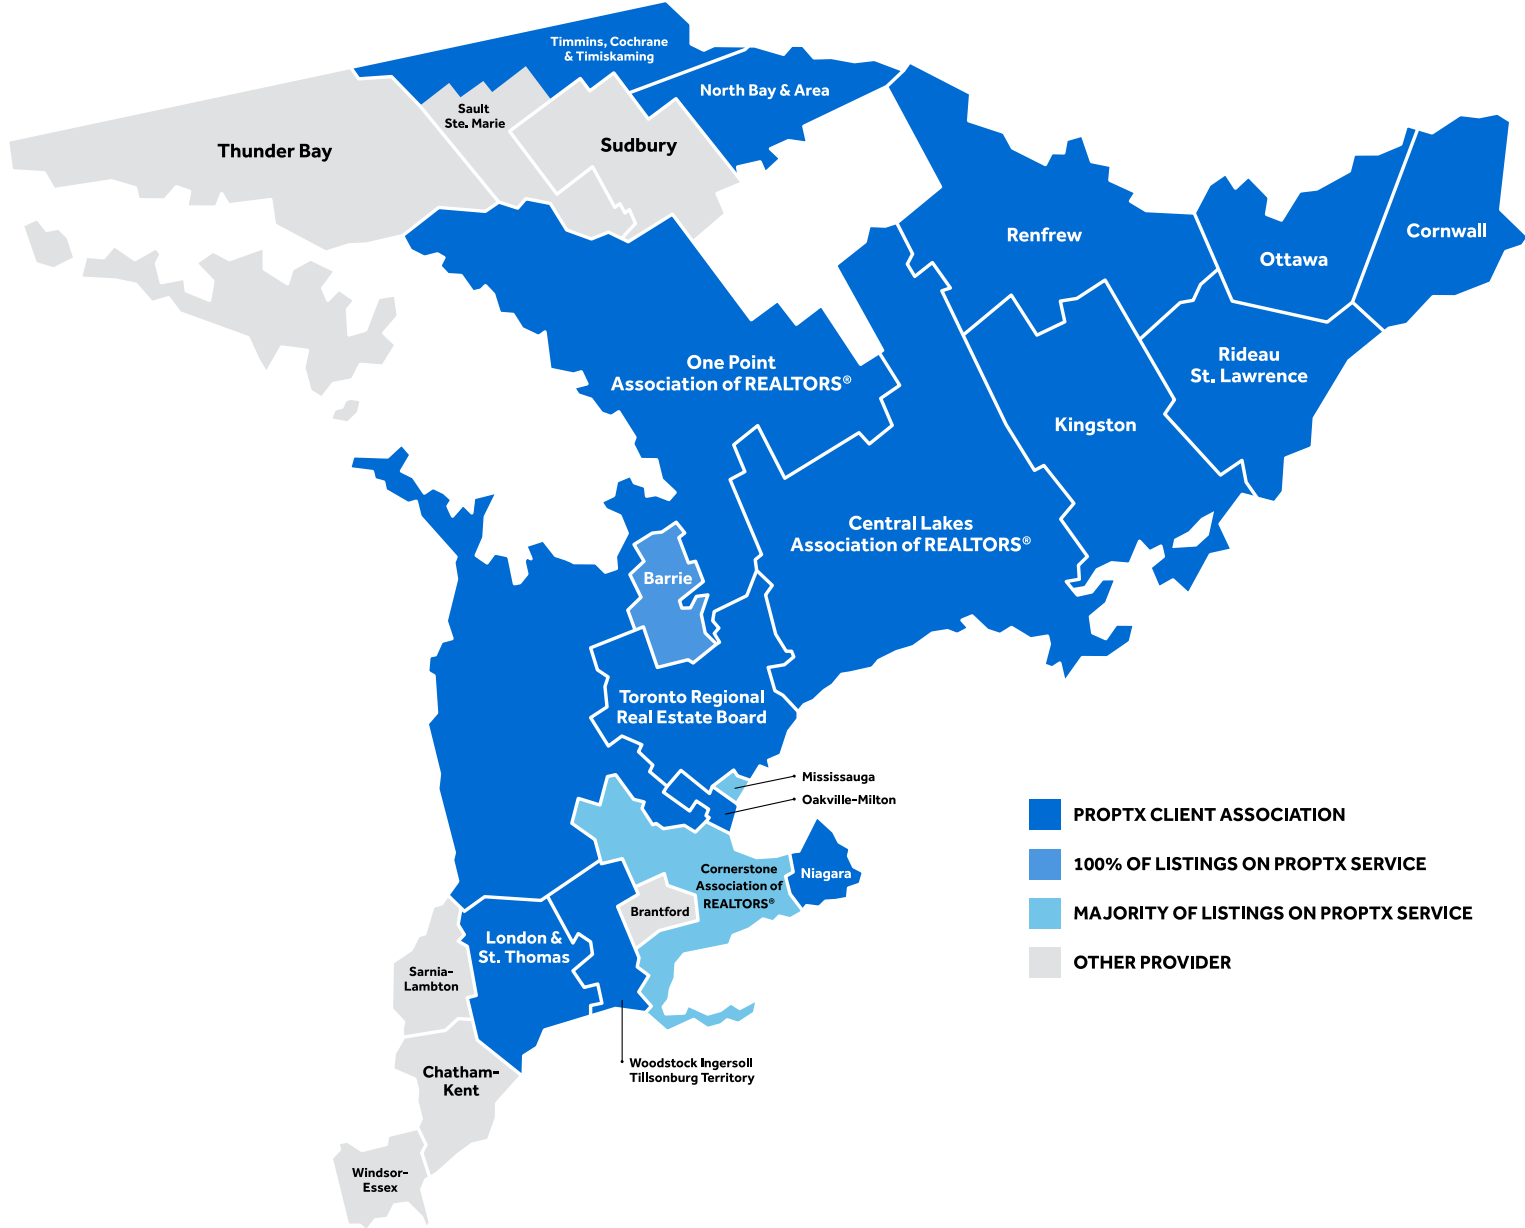 Timmins, Cochrane
& Timiskaming
North Bay & Area
Sault
Ste. Marie
Thunder Bay
Sudbury
Renfrew
Ottawa
Cornwall
One Point
Association of REALTORS®
Rideau
St. Lawrence
Kingston
Central Lakes
Association of REALTORS®
Barrie
Toronto Regional
Real Estate Board
Mississauga
Oakville-Milton
Cornerstone
Association of
REALTORS®
Niagara
Brantford
London &
St. Thomas
Sarnia-
Lambton
Woodstock Ingersoll
Tillsonburg Territory
Chatham-
Kent
Windsor-
Essex
PROPTX CLIENT ASSOCIATION
100% OF LISTINGS ON PROPTX SERVICE
MAJORITY OF LISTINGS ON PROPTX SERVICE
OTHER PROVIDER